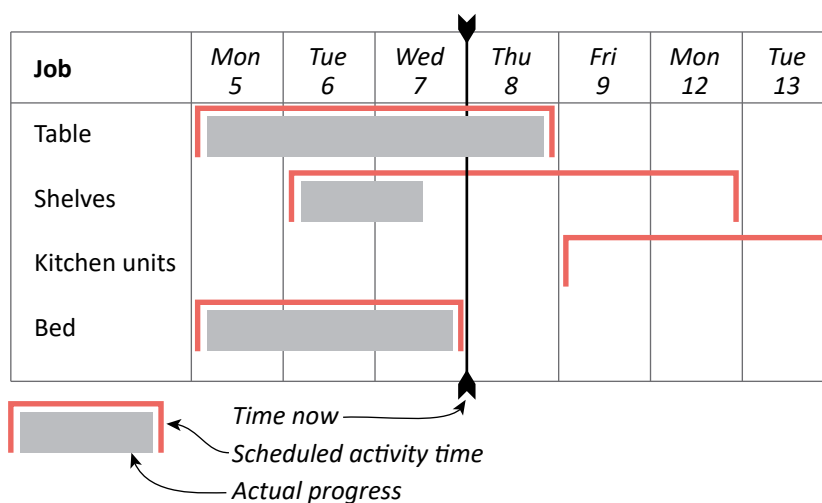 Job
Mon 5
Tue 6
Wed 7
Thu 8
Fri 9
Mon 12
Tue 13
Table
Shelves
Kitchen units
Bed
Time now
Scheduled activity time
Actual progress